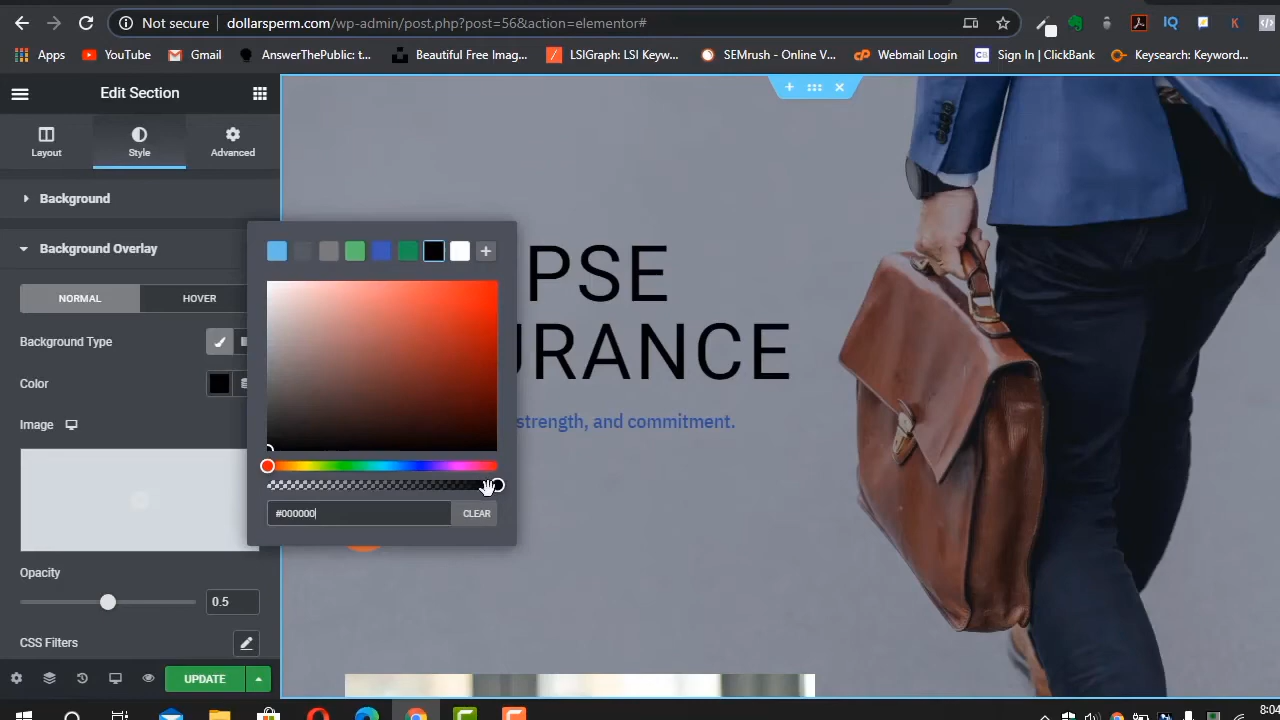 Not secure
dollarsperm.com/wp-admin/post.php?post=56&action=elementor#
Apps
YouTube
Gmail
AnswerThePublic: t...
Beautiful Free Imag...
LSIGraph: LSI Keyw...
SEMrush - Online V...
Webmail Login
Sign In | ClickBank
Keysearch: Keyword...
Edit Section
Layout
Style
Advanced
Background
Background Overlay
NORMAL
HOVER
Background Type
Color
Image
#000000
CLEAR
Opacity
0.5
CSS Filters
UPDATE
PSE
URANCE
strength, and commitment.
8:04